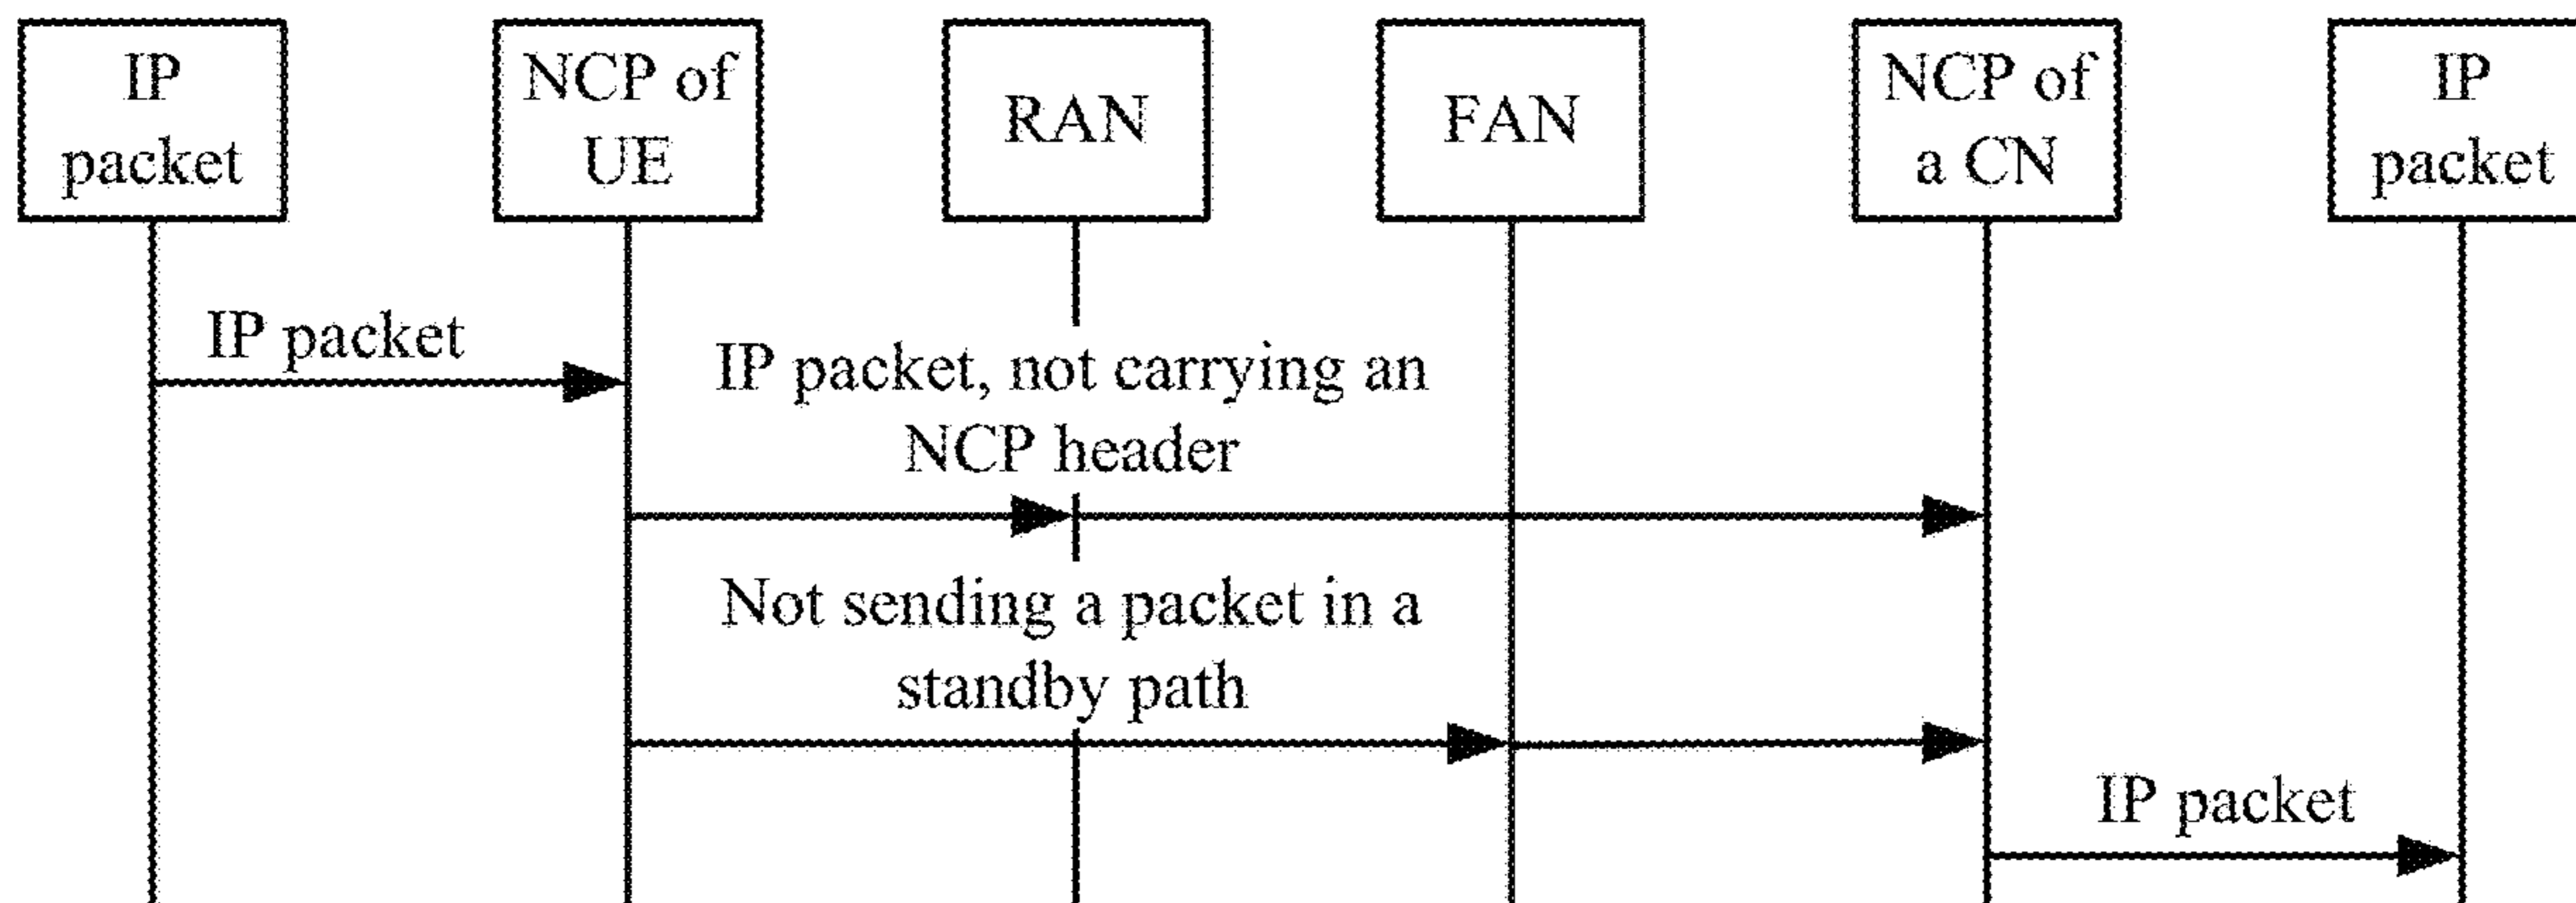 IP
packet
NCP of
UE
RAN
FAN
NCP of
a CN
IP
packet
IP packet
IP packet, not carrying an
NCP header
Not sending a packet in a
standby path
IP packet